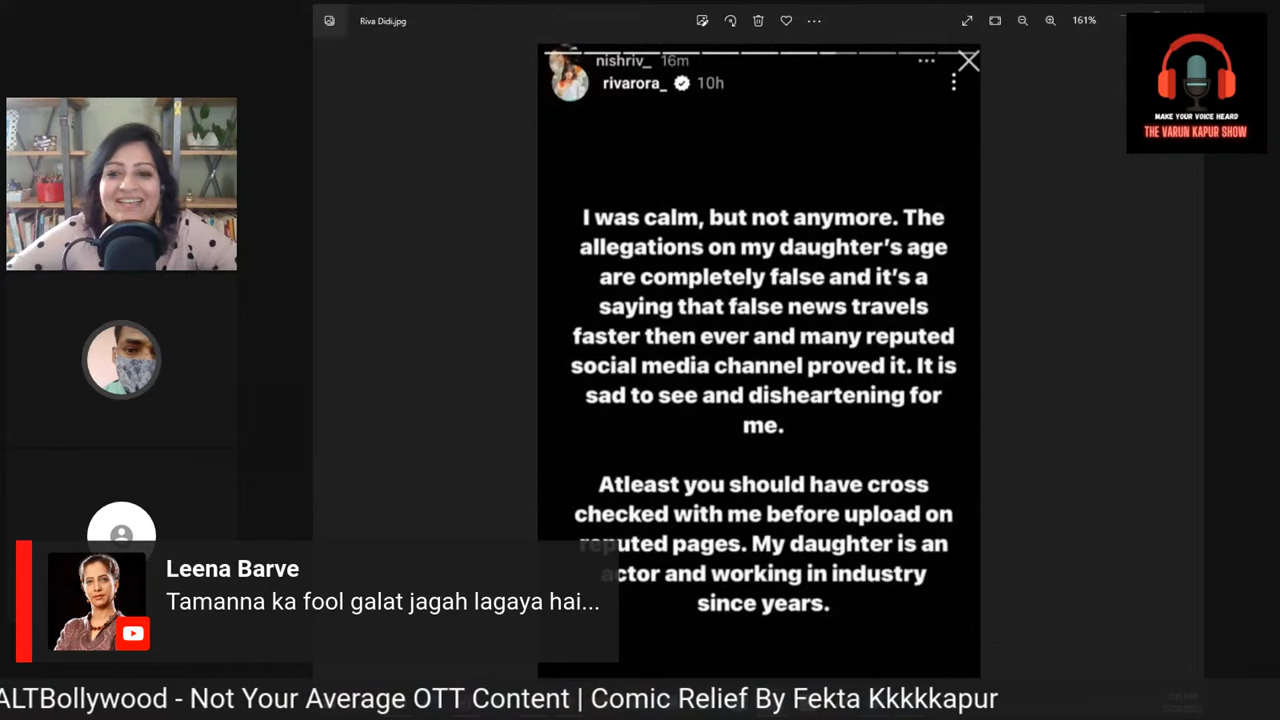 Riva Didi.jpg
161%
nishriv_ 16m
rivarora_ 10h
MAKE YOUR VOICE HEARD
THE VARUN KAPUR SHOW
I was calm, but not anymore. The
allegations on my daughter's age
are completely false and it's a
saying that false news travels
faster then ever and many reputed
social media channel proved it. It is
sad to see and disheartening for
me.
Atleast you should have cross
checked with me before upload on
reputed pages. My daughter is an
actor and working in industry
since years.
Leena Barve
Tamanna ka fool galat jagah lagaya hai...
ALTBollywood - Not Your Average OTT Content | Comic Relief By Fekta Kkkkkapur